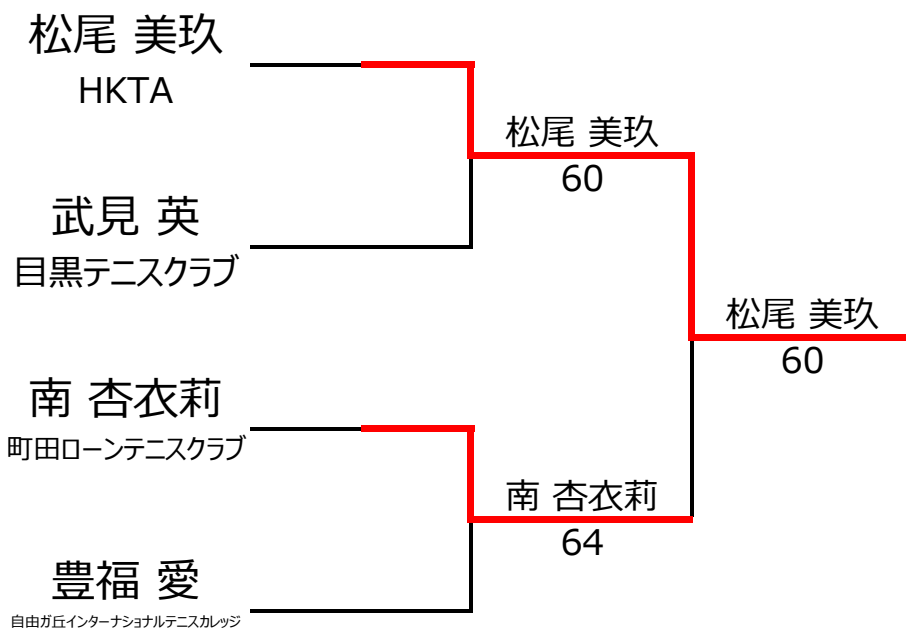 松尾 美玖
HKTA
武見 英
目黒テニスクラブ
南 杏衣莉
町田ローンテニスクラブ
豊福 愛
自由ガ丘インターナショナルテニスカレッジ
松尾 美玖
60
南 杏衣莉
64
松尾 美玖
60